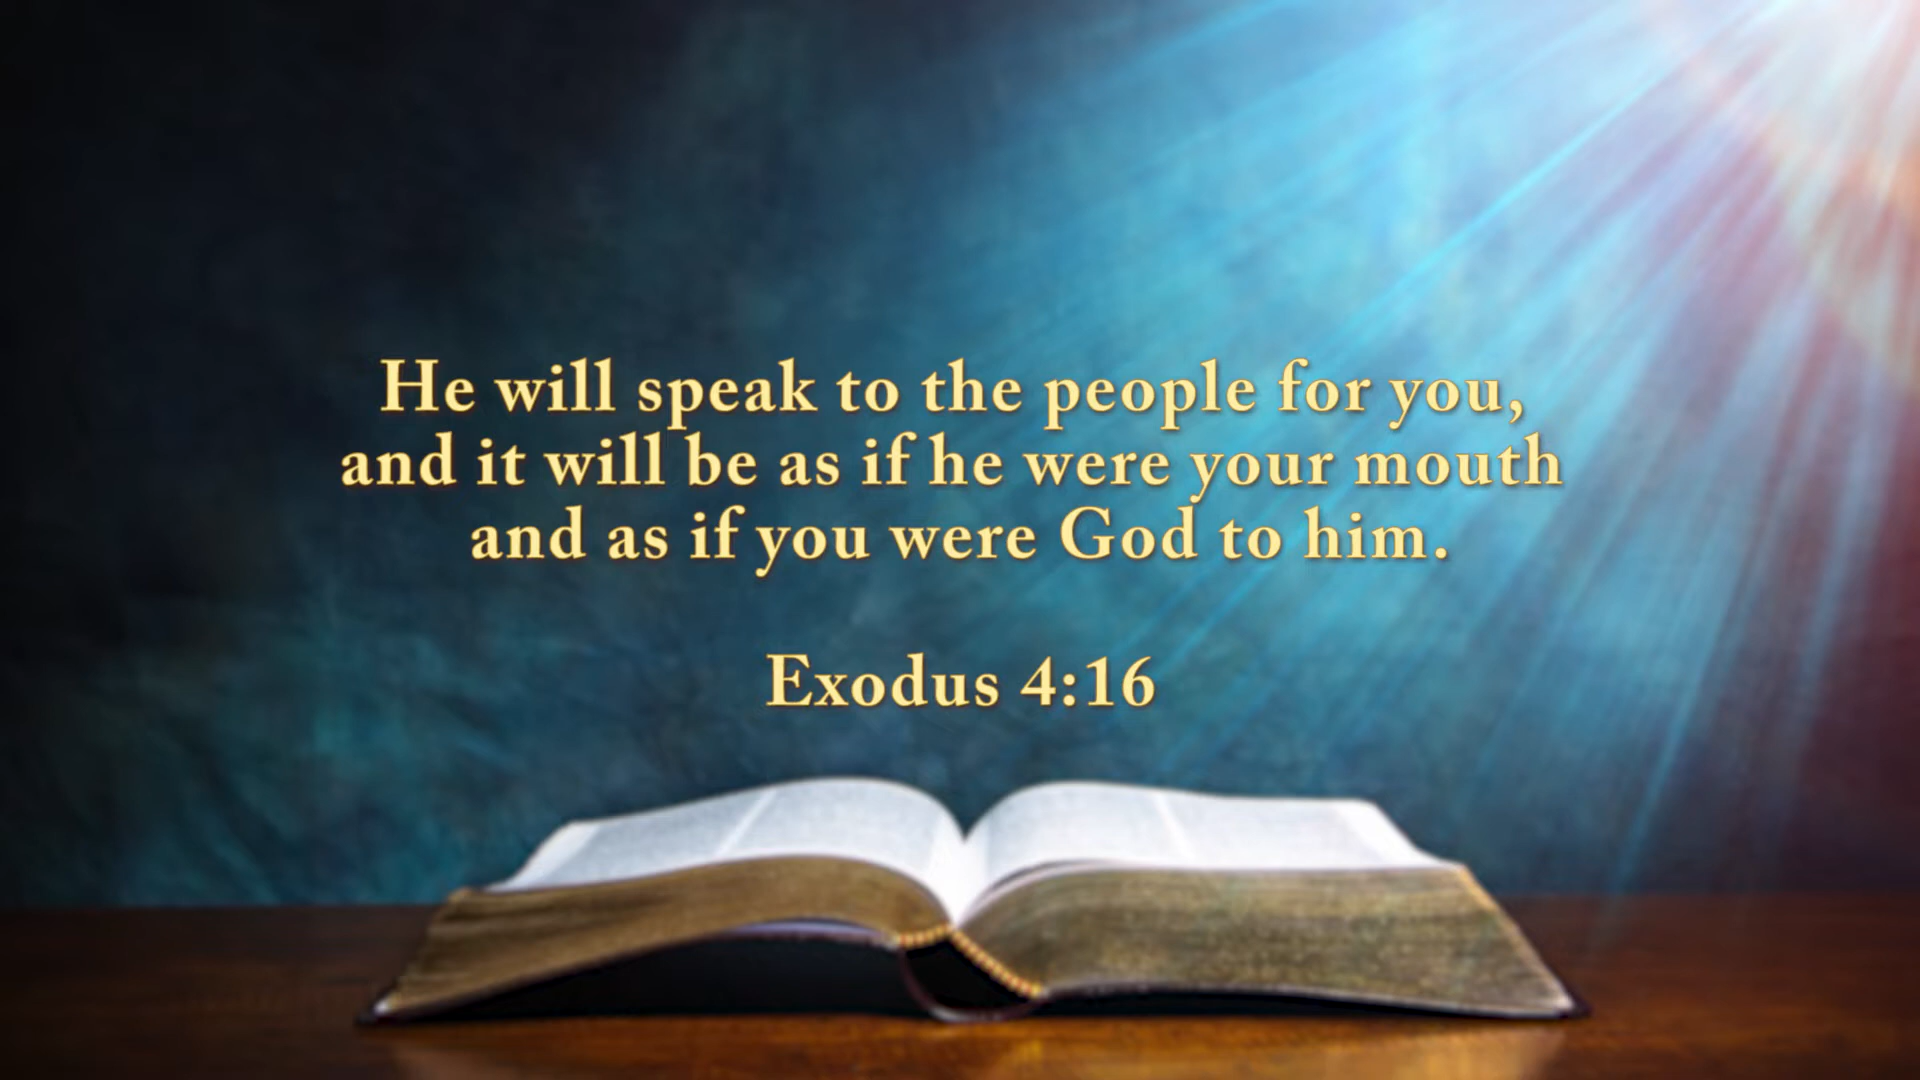 He will speak to the people for you,
and it will be as if he were your mouth
and as if you were God to him.
Exodus 4:16